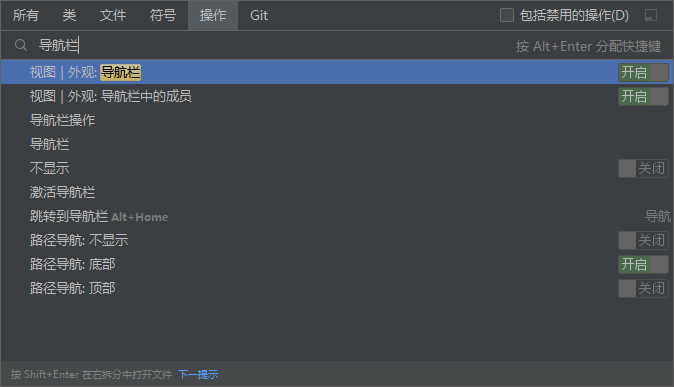 所有 类 文件 符号 操作 Git 包括禁用的操作(D)
导航栏 按 Alt+Enter 分配快捷键
视图 | 外观: 导航栏 开启
视图 | 外观: 导航栏中的成员 开启
导航栏操作
导航栏
不显示 关闭
激活导航栏
跳转到导航栏 Alt+Home 导航
路径导航: 不显示 关闭
路径导航: 底部 开启
路径导航: 顶部 关闭
按 Shift+Enter 在右拆分中打开文件 下一提示